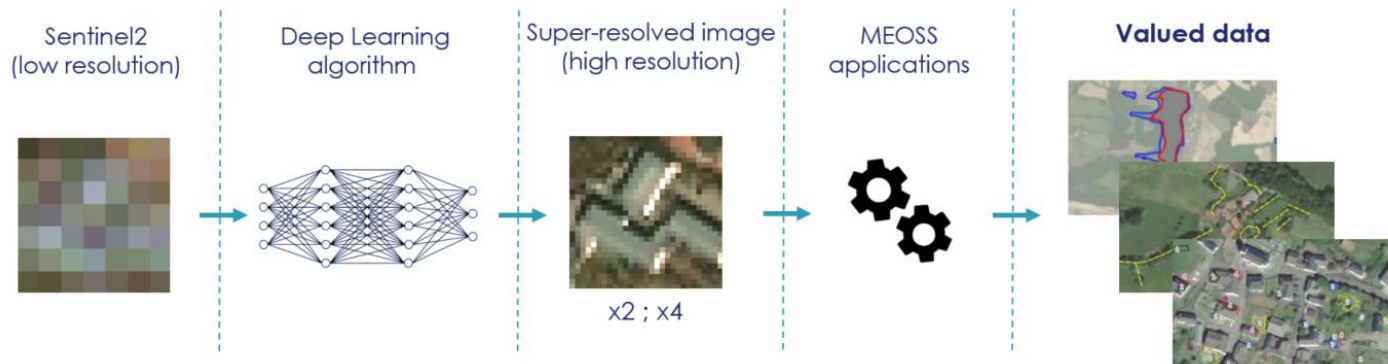 Sentinel2
(low resolution)
Deep Learning
algorithm
Super-resolved image
(high resolution)
x2 ; x4
MEOSS
applications
Valued data